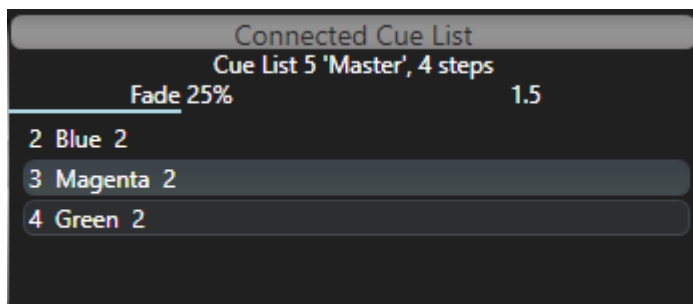 Connected Cue List
Cue List 5 'Master', 4 steps
Fade 25% 1.5
2 Blue 2
3 Magenta 2
4 Green 2